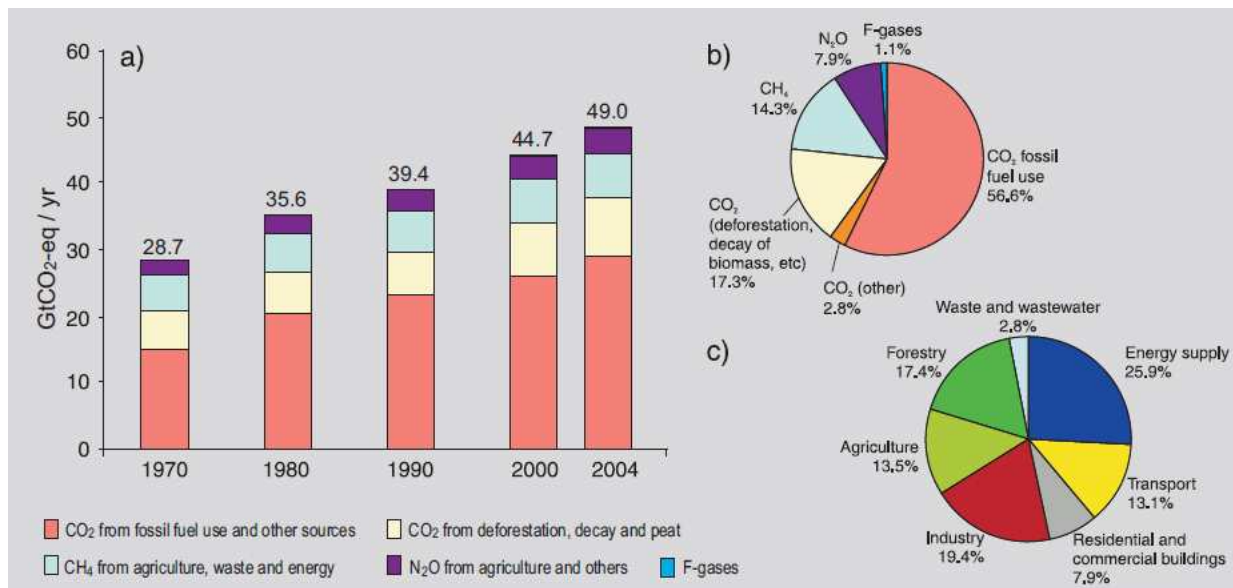 a)
60
50
40
30
20
10
0
GtCO₂-eq / yr
28.7
35.6
39.4
44.7
49.0
1970
1980
1990
2000
2004
CO₂ from fossil fuel use and other sources
CO₂ from deforestation, decay and peat
CH₄ from agriculture, waste and energy
N₂O from agriculture and others
F-gases
b)
F-gases
1.1%
N₂O
7.9%
CH₄
14.3%
CO₂ fossil
fuel use
56.6%
CO₂
(deforestation,
decay of
biomass, etc)
17.3%
CO₂ (other)
2.8%
c)
Waste and wastewater
2.8%
Forestry
17.4%
Energy supply
25.9%
Agriculture
13.5%
Transport
13.1%
Industry
19.4%
Residential and
commercial buildings
7.9%